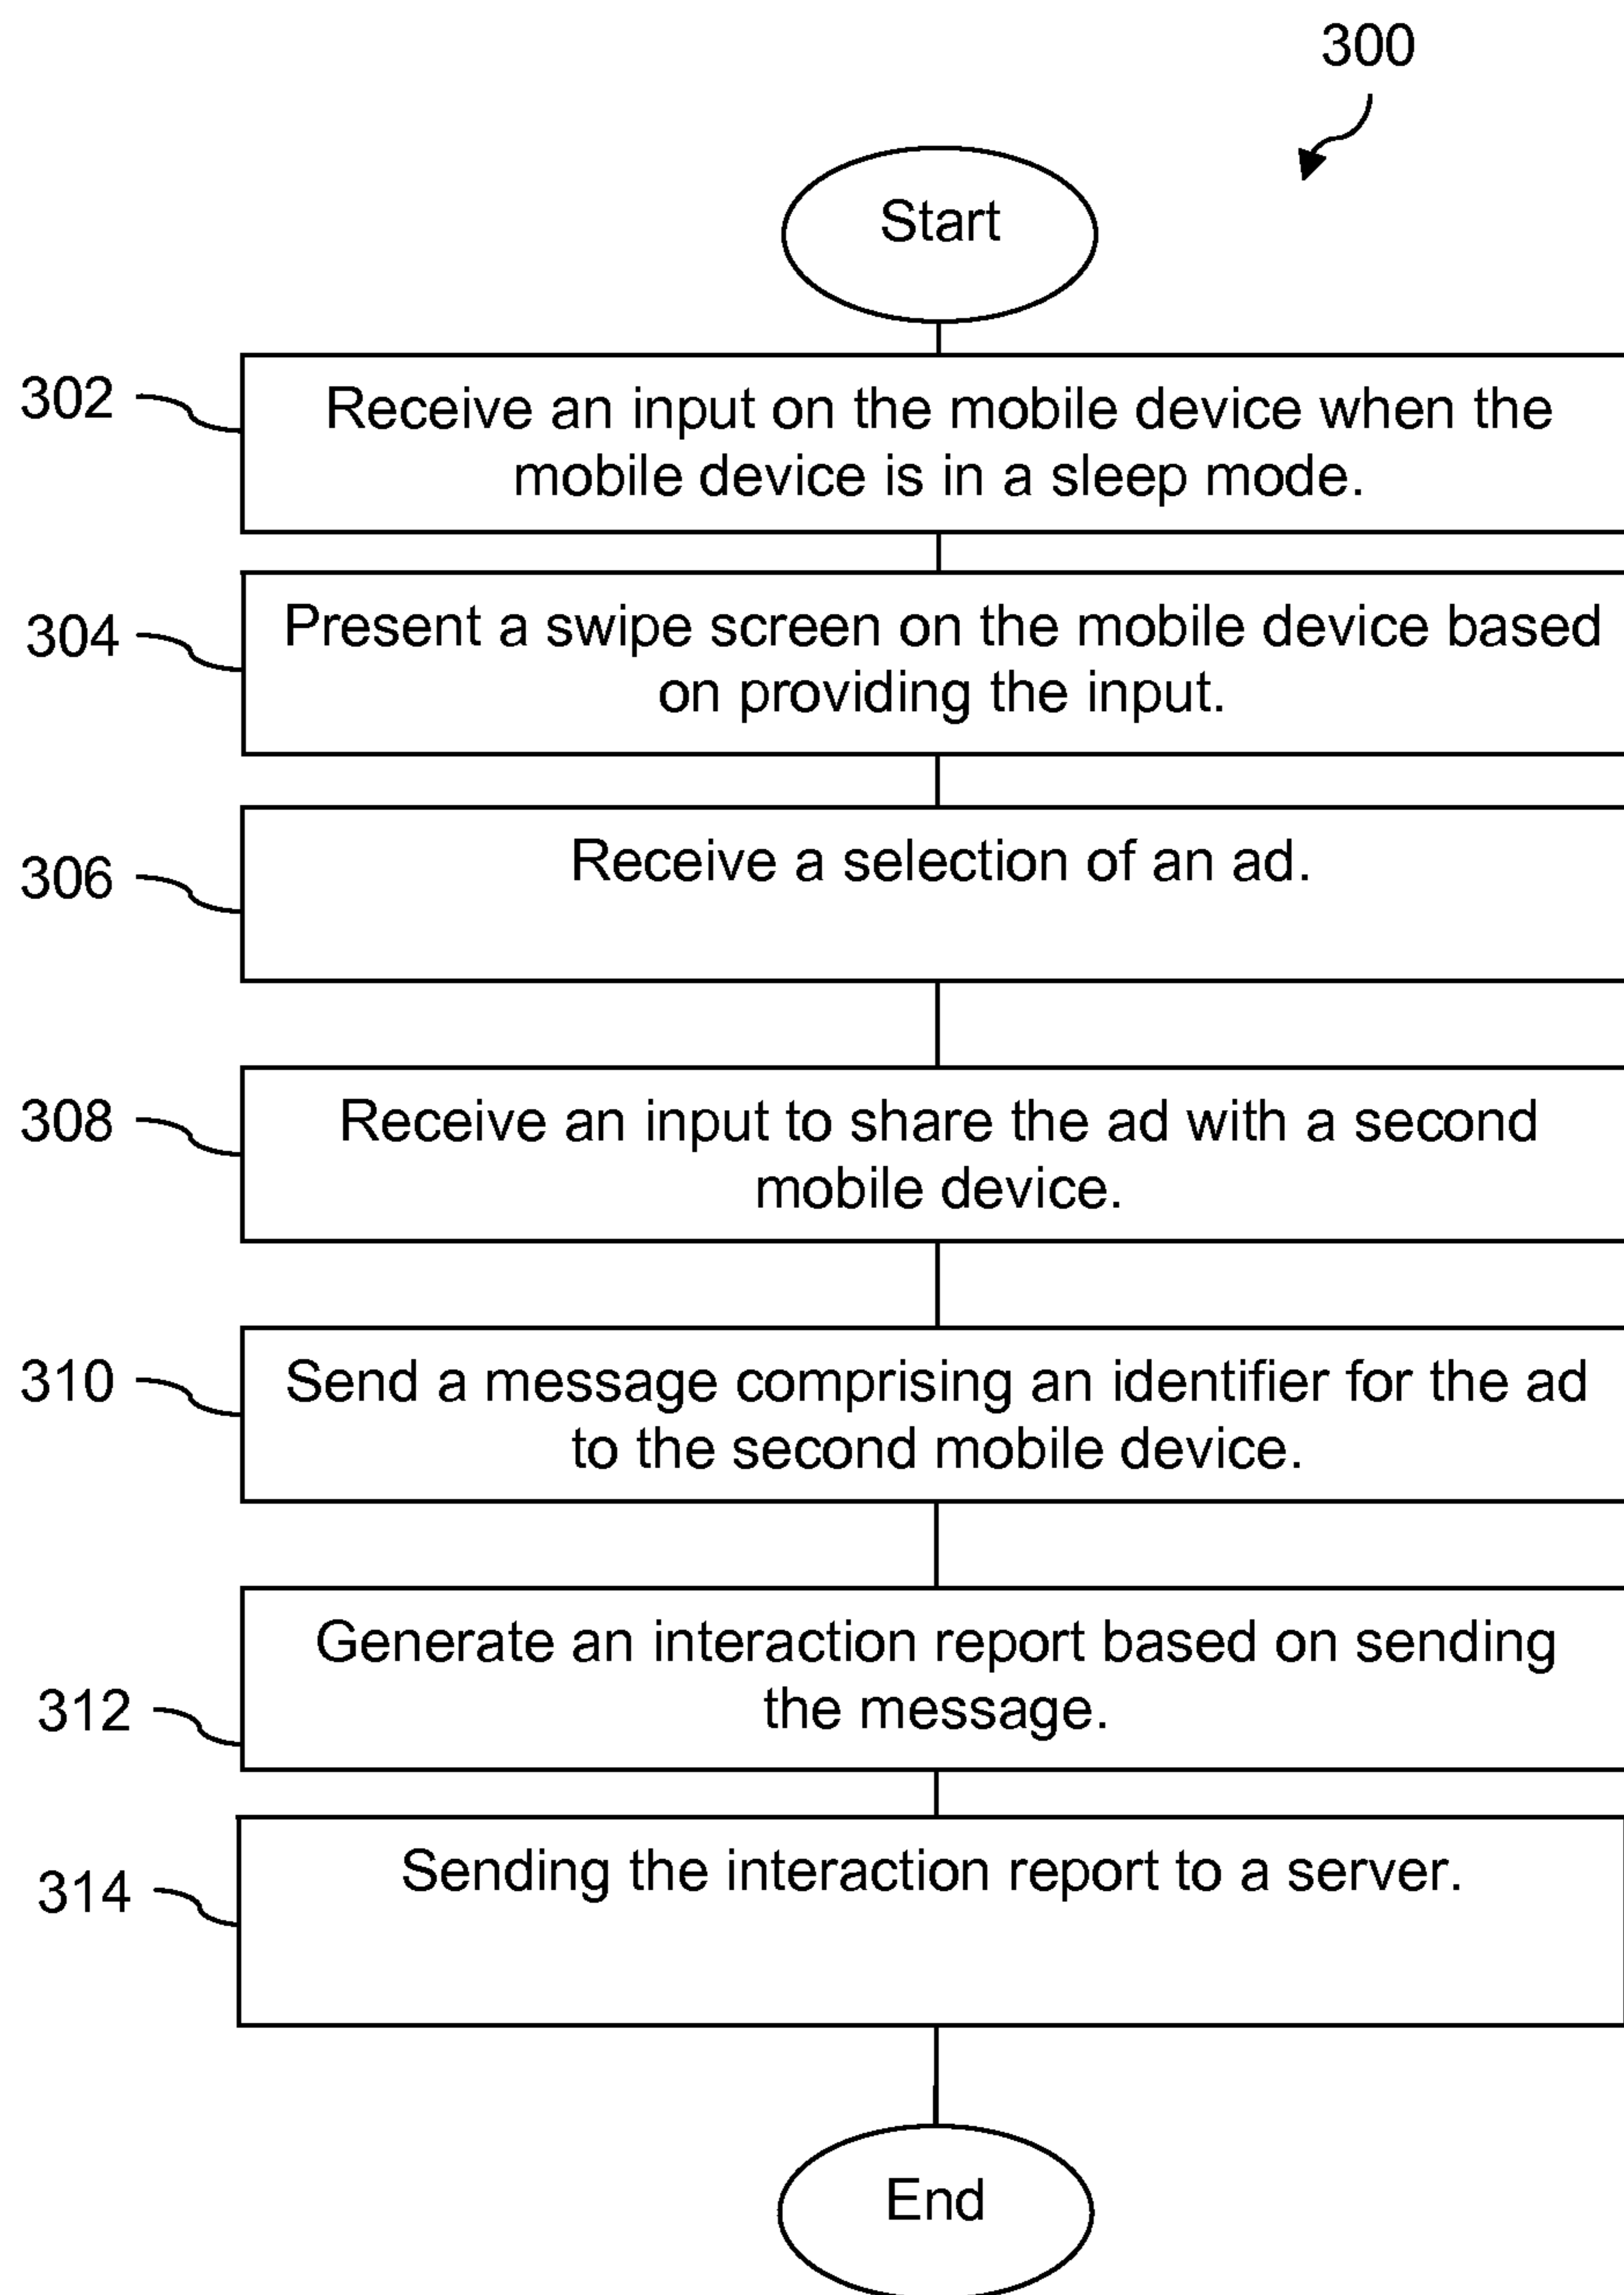 300
Start
302
Receive an input on the mobile device when the
mobile device is in a sleep mode.
304
Present a swipe screen on the mobile device based
on providing the input.
306
Receive a selection of an ad.
308
Receive an input to share the ad with a second
mobile device.
310
Send a message comprising an identifier for the ad
to the second mobile device.
312
Generate an interaction report based on sending
the message.
314
Sending the interaction report to a server.
End